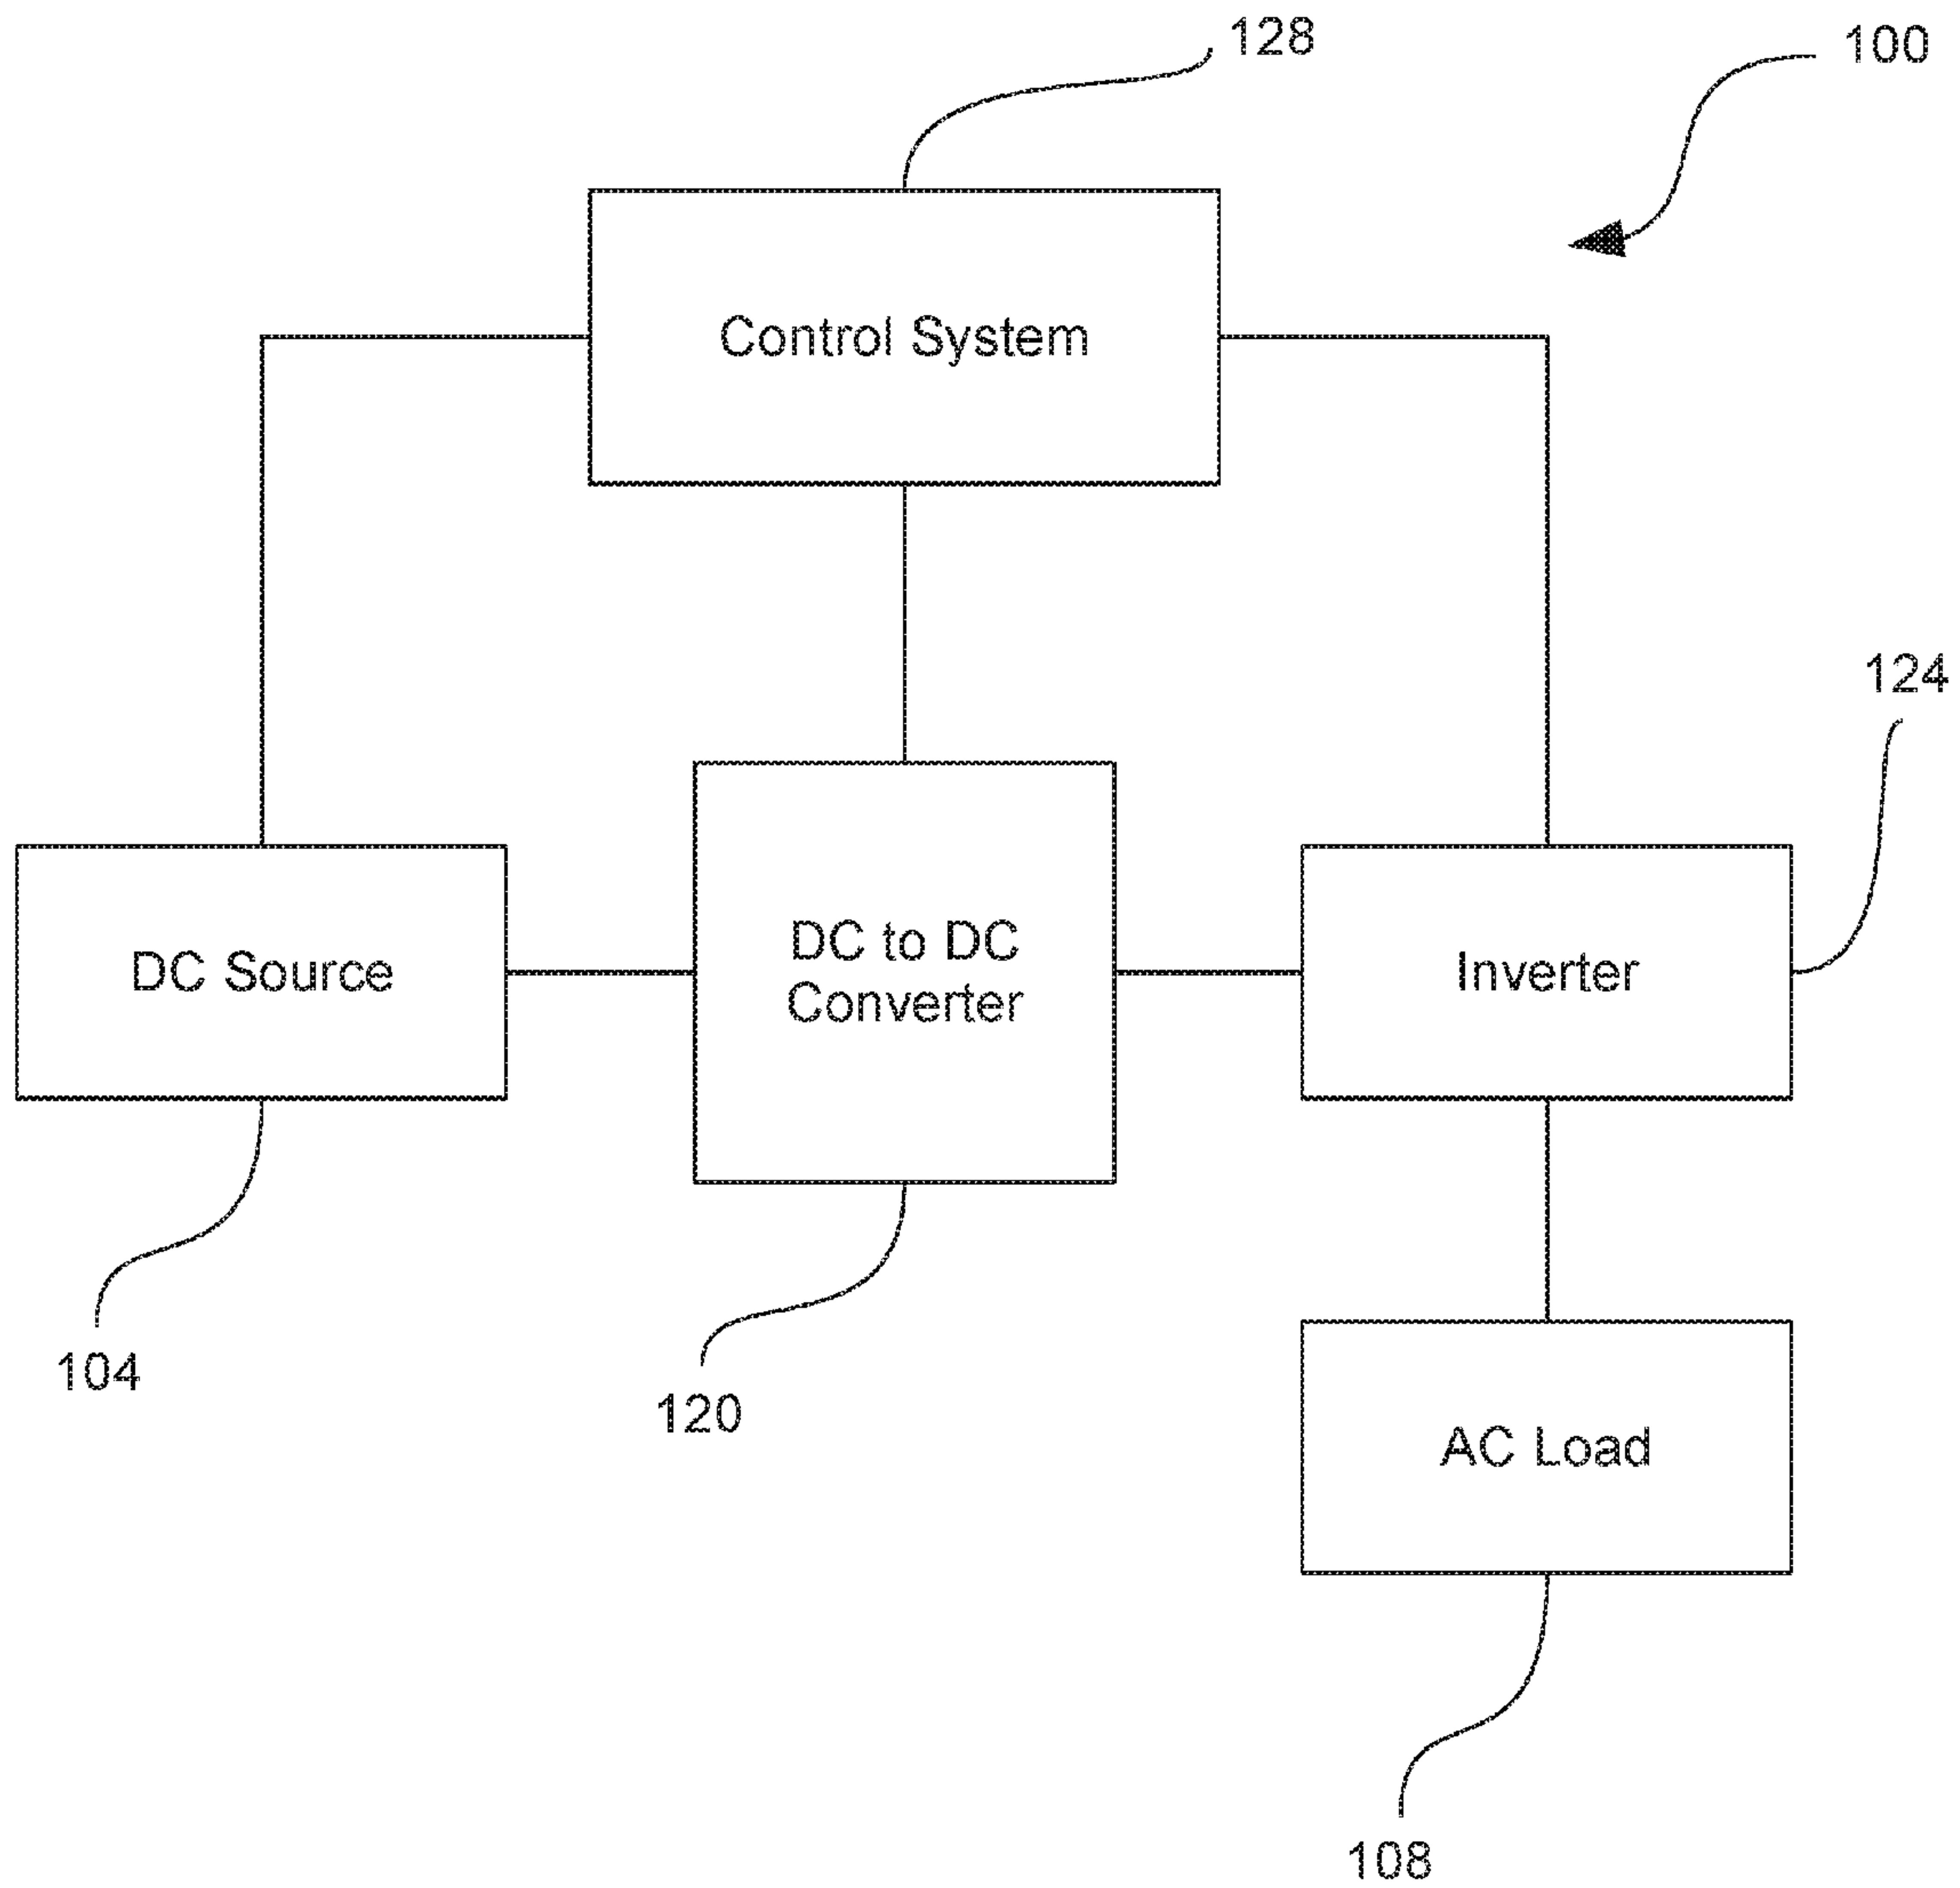 128
100
Control System
124
DC Source
DC to DC
Converter
Inverter
104
120
AC Load
108